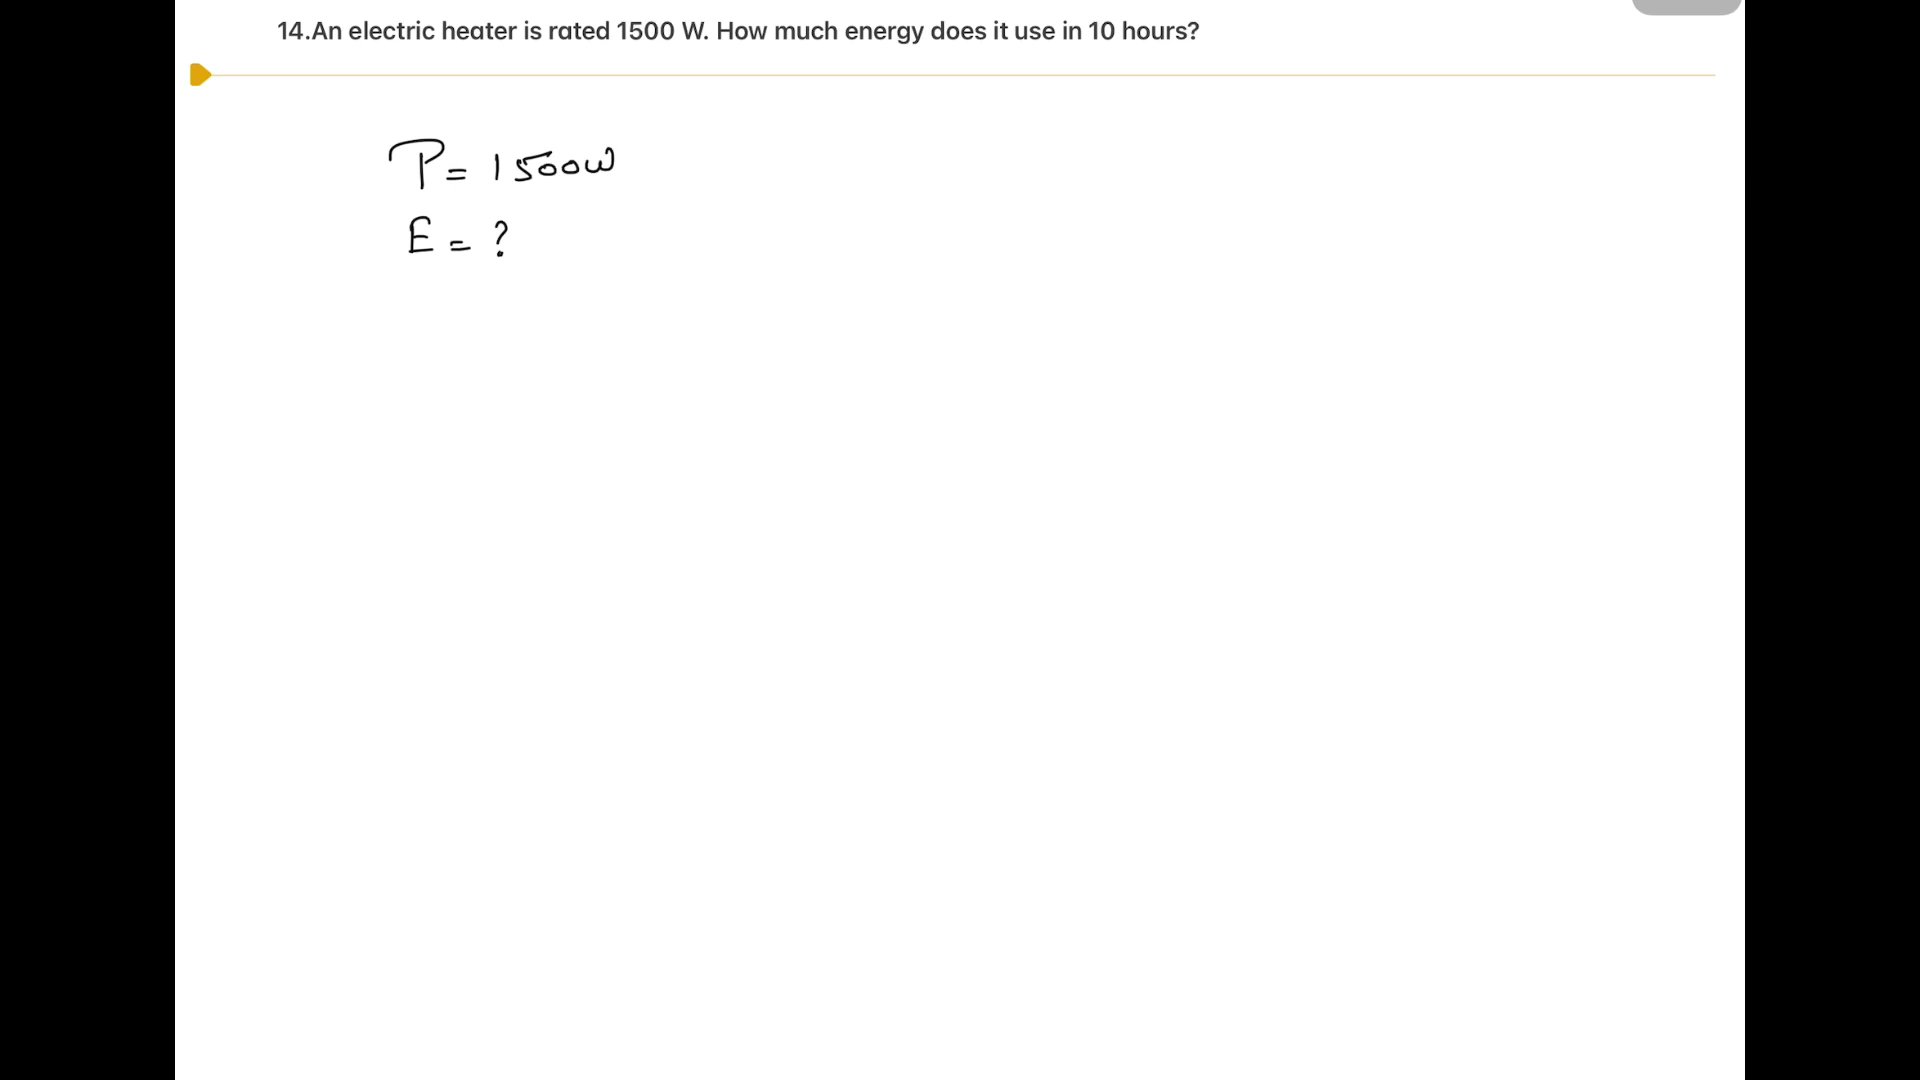 14.An electric heater is rated 1500 W. How much energy does it use in 10 hours?
P = 1500W
E = ?